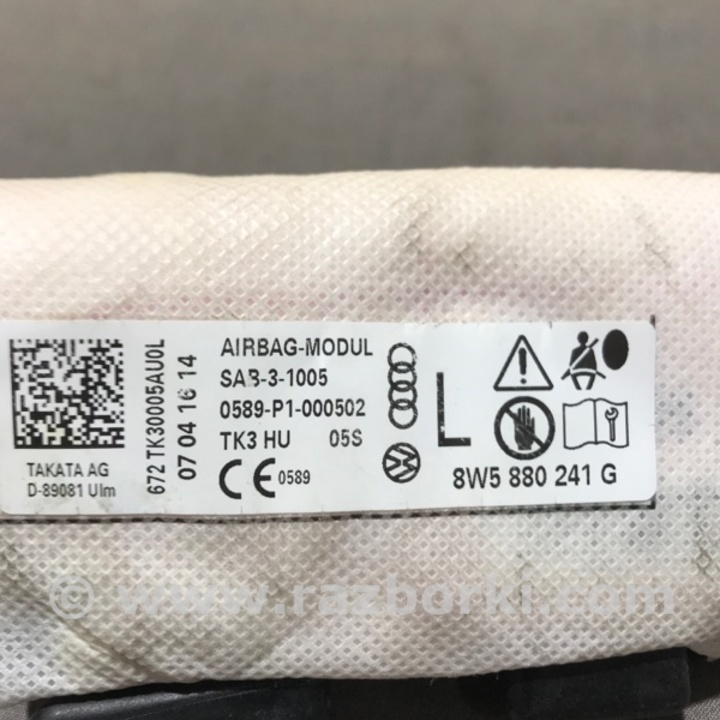 TAKATA AG
D-89081 Ulm
672 TK30005AU0L
07 04 16 14
AIRBAG-MODUL
SAB-3-1005
0589-P1-000502
TK3 HU 05S
CE 0589
L
8W5 880 241 G
© www.razborki.com